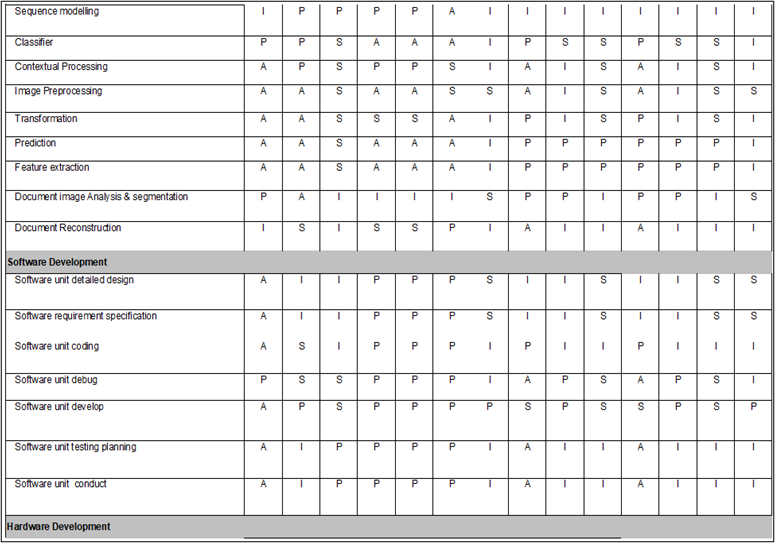 Sequence modelling I P P P P A I I I I I I I I
Classifier P P S A A A I P S S P S S I
Contextual Processing A P S P P S I A I S A I S I
Image Preprocessing A A S A A S S A I S A I S S
Transformation A A S S S A I P I S P I S I
Prediction A A S A A A I P P P P P P I
Feature extraction A A S A A A I P P P P P P I
Document image Analysis & segmentation P A I I I I S P P I P P I S
Document Reconstruction I S I S S P I A I I A I I I
Software Development
Software unit detailed design A I I P P P S I I S I I S S
Software requirement specification A I I P P P S I I S I I S S
Software unit coding A S I P P P I P I I P I I I
Software unit debug P S S P P P I A P S A P S I
Software unit develop A P S P P P P S P S S P S P
Software unit testing planning A I P P P P I A I I A I I I
Software unit conduct A I P P P P I A I I A I I I
Hardware Development